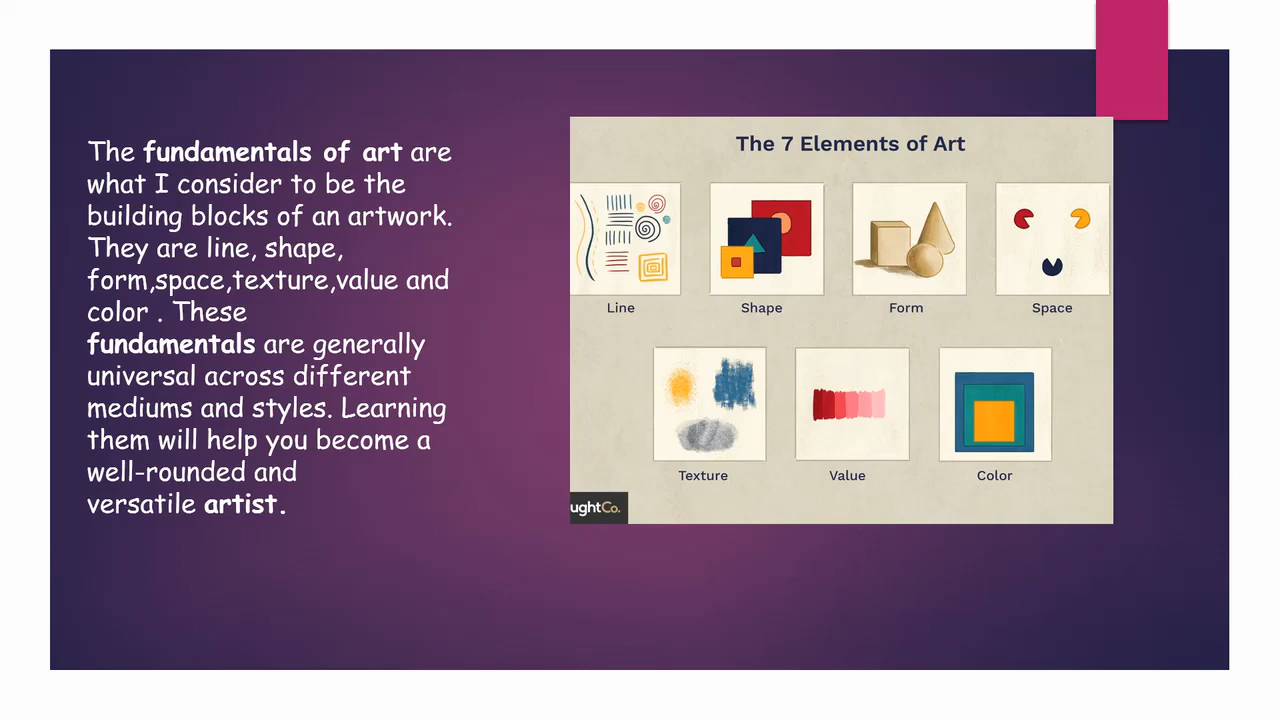 The fundamentals of art are
what I consider to be the
building blocks of an artwork.
They are line, shape,
form,space,texture,value and
color . These
fundamentals are generally
universal across different
mediums and styles. Learning
them will help you become a
well-rounded and
versatile artist.
The 7 Elements of Art
Line Shape Form Space
Texture Value Color
ughtCo.